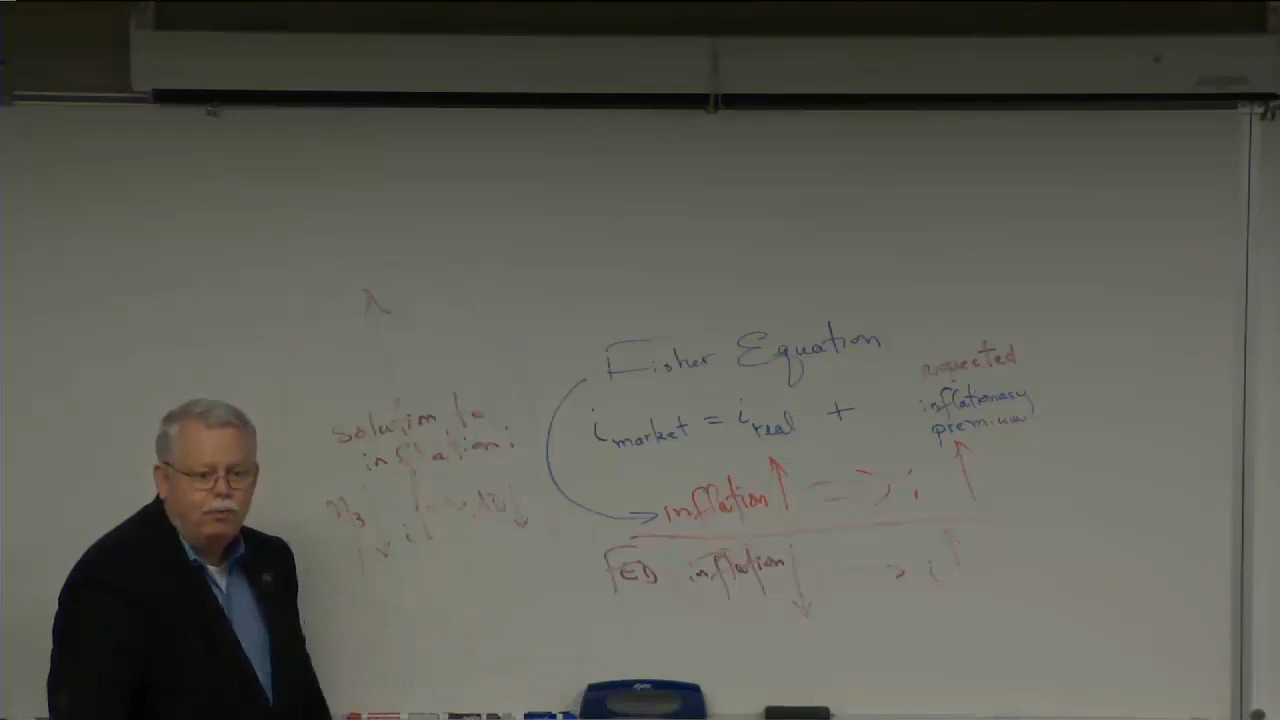 solution to
inflation:
Fisher Equation
expected
i market = i real + inflationary
premium
inflation ↑ => i ↑
FED inflation ↓ -> i ↑